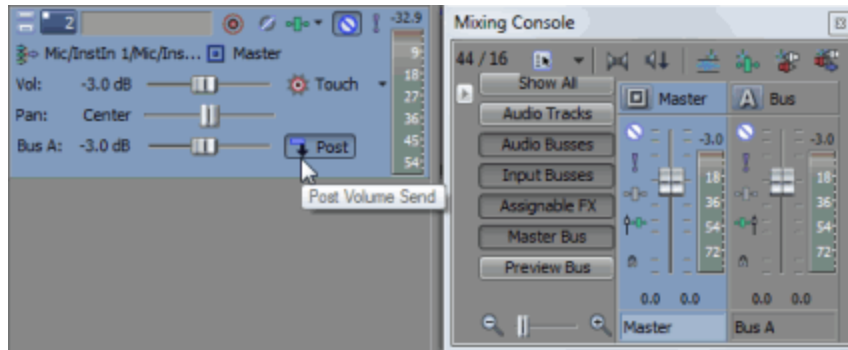 2
-32.9
Mic/InstIn 1/Mic/Ins... Master
9
Vol: -3.0 dB Touch
18
27
Pan: Center
36
Bus A: -3.0 dB Post
45
54
Post Volume Send
Mixing Console
44 / 16
Show All
Audio Tracks
Audio Busses
Input Busses
Assignable FX
Master Bus
Preview Bus
Master
-3.0
18
36
54
72
0.0 0.0
Master
A Bus
-3.0
18
36
54
72
0.0 0.0
Bus A